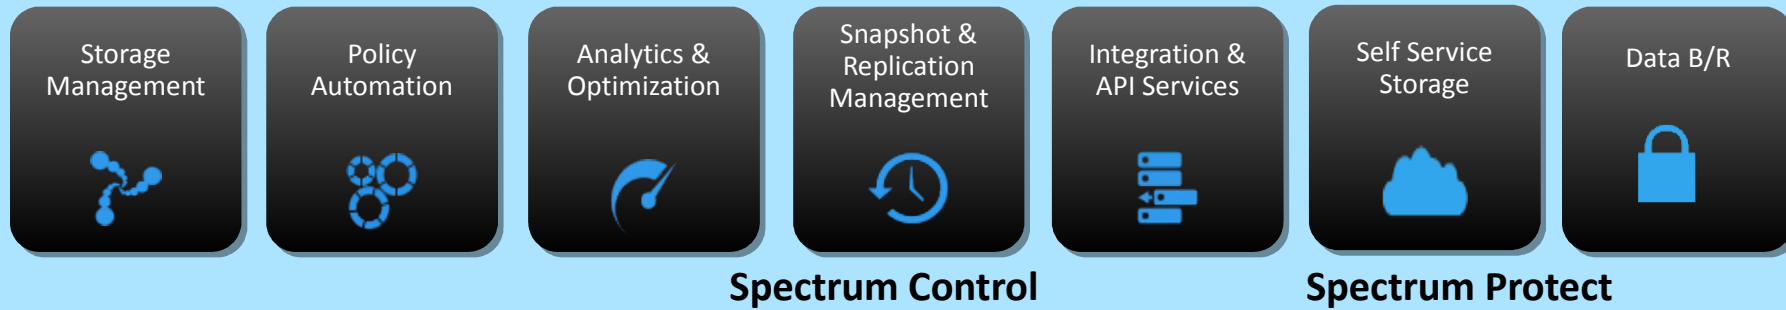 Storage
Management
Policy
Automation
Analytics &
Optimization
Snapshot &
Replication
Management
Integration &
API Services
Self Service
Storage
Data B/R
Spectrum Control
Spectrum Protect